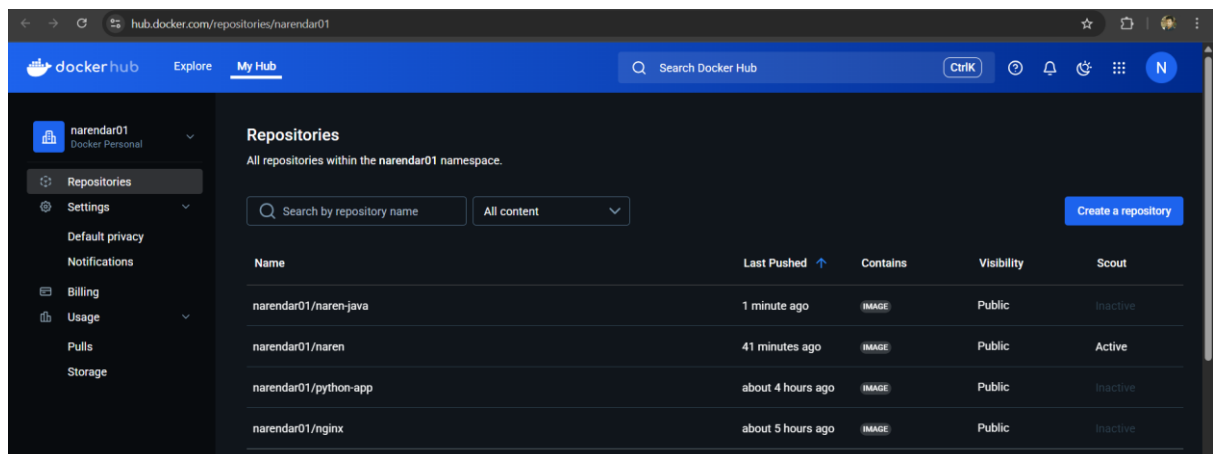 hub.docker.com/repositories/narendar01
dockerhub Explore My Hub Search Docker Hub CtrlK N
narendar01
Docker Personal
Repositories
Settings
Default privacy
Notifications
Billing
Usage
Pulls
Storage
Repositories
All repositories within the narendar01 namespace.
Search by repository name All content Create a repository
Name Last Pushed Contains Visibility Scout
narendar01/naren-java 1 minute ago IMAGE Public Inactive
narendar01/naren 41 minutes ago IMAGE Public Active
narendar01/python-app about 4 hours ago IMAGE Public Inactive
narendar01/nginx about 5 hours ago IMAGE Public Inactive